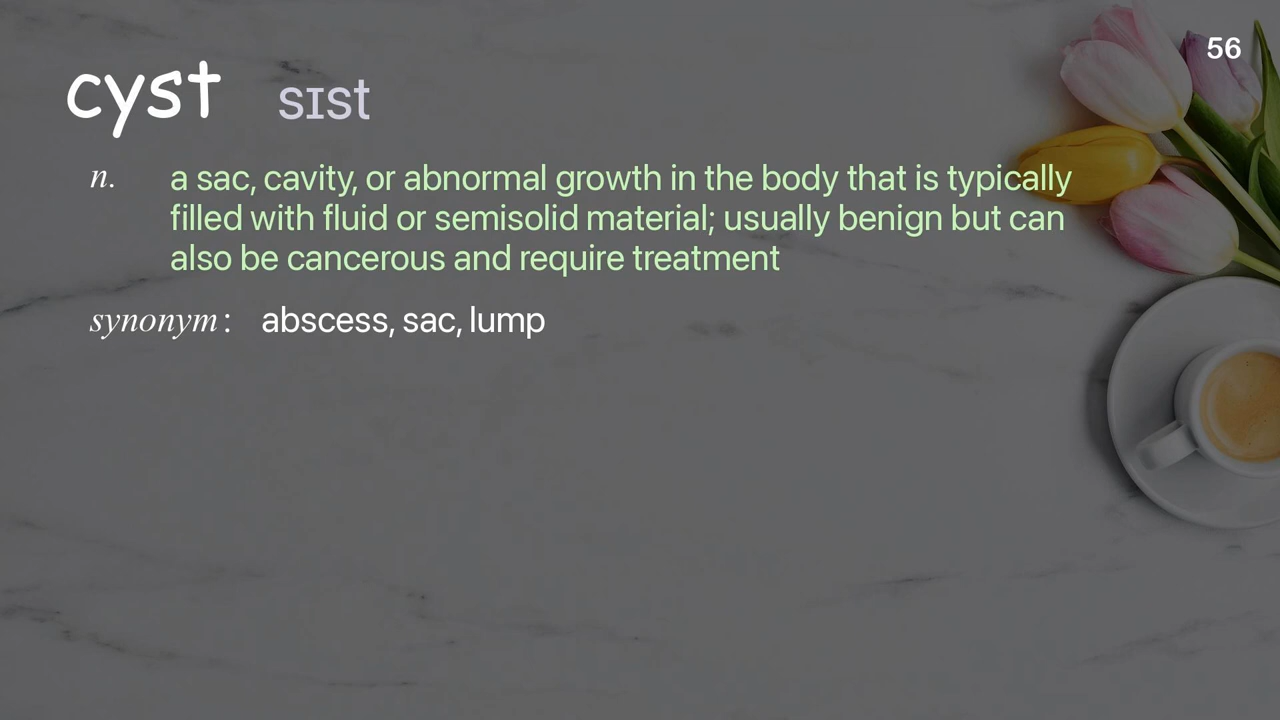 56
cyst sɪst
n. a sac, cavity, or abnormal growth in the body that is typically
filled with fluid or semisolid material; usually benign but can
also be cancerous and require treatment
synonym: abscess, sac, lump